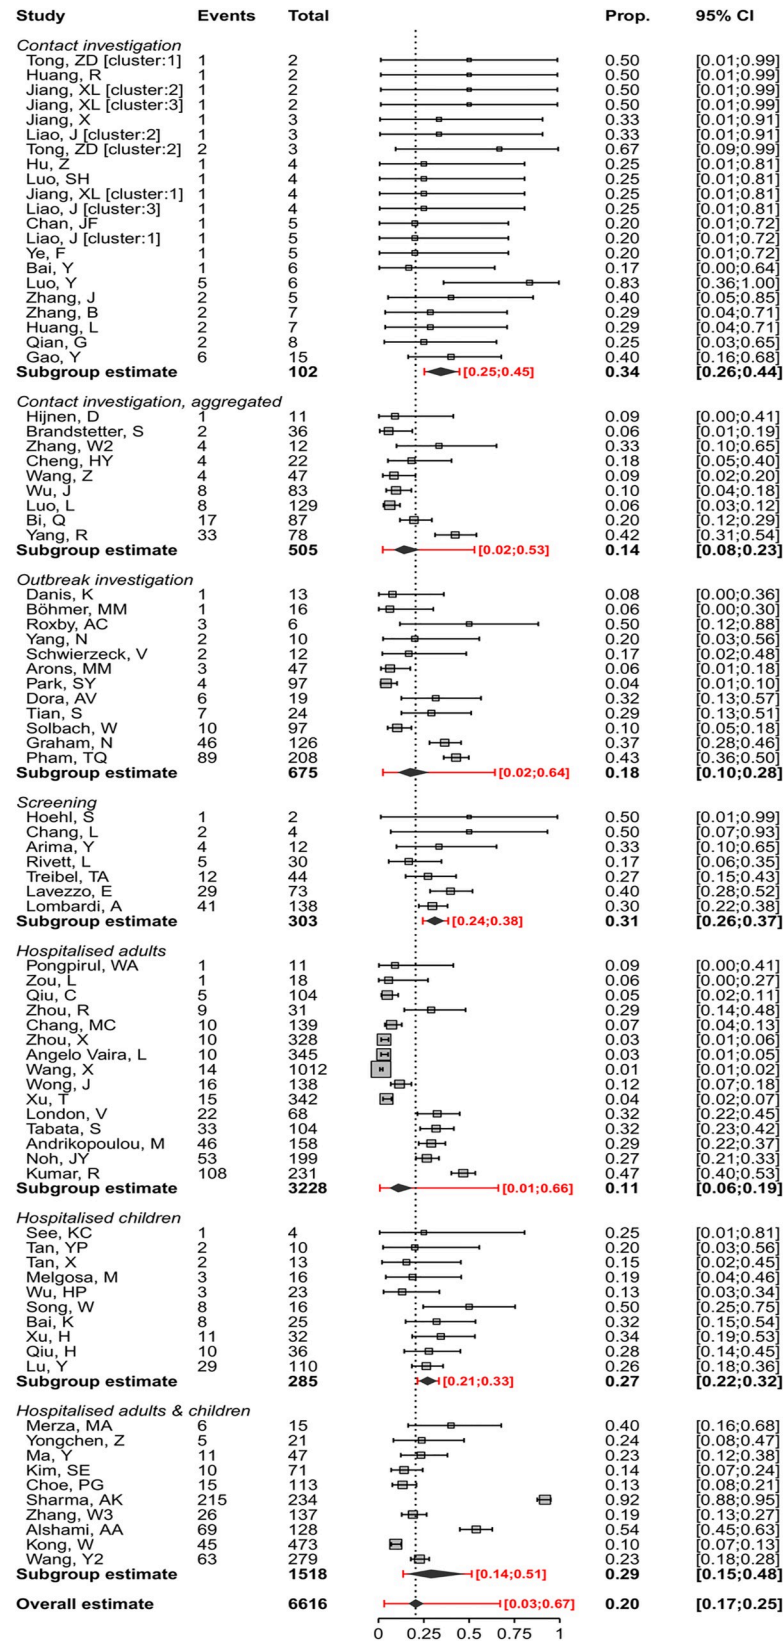 Study Events Total Prop. 95% CI
Contact investigation
Tong, ZD [cluster:1] 1 2 0.50 [0.01;0.99]
Huang, R 1 2 0.50 [0.01;0.99]
Jiang, XL [cluster:2] 1 2 0.50 [0.01;0.99]
Jiang, XL [cluster:3] 1 2 0.50 [0.01;0.99]
Jiang, X 1 3 0.33 [0.01;0.91]
Liao, J [cluster:2] 1 3 0.33 [0.01;0.91]
Tong, ZD [cluster:2] 2 3 0.67 [0.09;0.99]
Hu, Z 1 4 0.25 [0.01;0.81]
Luo, SH 1 4 0.25 [0.01;0.81]
Jiang, XL [cluster:1] 1 4 0.25 [0.01;0.81]
Liao, J [cluster:3] 1 4 0.25 [0.01;0.81]
Chan, JF 1 5 0.20 [0.01;0.72]
Liao, J [cluster:1] 1 5 0.20 [0.01;0.72]
Ye, F 1 5 0.20 [0.01;0.72]
Bai, Y 1 6 0.17 [0.00;0.64]
Luo, Y 5 6 0.83 [0.36;1.00]
Zhang, J 2 5 0.40 [0.05;0.85]
Zhang, B 2 7 0.29 [0.04;0.71]
Huang, L 2 7 0.29 [0.04;0.71]
Qian, G 2 8 0.25 [0.03;0.65]
Gao, Y 6 15 0.40 [0.16;0.68]
Subgroup estimate 102 [0.25;0.45] 0.34 [0.26;0.44]
Contact investigation, aggregated
Hijnen, D 1 11 0.09 [0.00;0.41]
Brandstetter, S 2 36 0.06 [0.01;0.19]
Zhang, W2 4 12 0.33 [0.10;0.65]
Cheng, HY 4 22 0.18 [0.05;0.40]
Wang, Z 4 47 0.09 [0.02;0.20]
Wu, J 8 83 0.10 [0.04;0.18]
Luo, L 8 129 0.06 [0.03;0.12]
Bi, Q 17 87 0.20 [0.12;0.29]
Yang, R 33 78 0.42 [0.31;0.54]
Subgroup estimate 505 [0.02;0.53] 0.14 [0.08;0.23]
Outbreak investigation
Danis, K 1 13 0.08 [0.00;0.36]
Böhmer, MM 1 16 0.06 [0.00;0.30]
Roxby, AC 3 6 0.50 [0.12;0.88]
Yang, N 2 10 0.20 [0.03;0.56]
Schwierzeck, V 2 12 0.17 [0.02;0.48]
Arons, MM 3 47 0.06 [0.01;0.18]
Park, SY 4 97 0.04 [0.01;0.10]
Dora, AV 6 19 0.32 [0.13;0.57]
Tian, S 7 24 0.29 [0.13;0.51]
Solbach, W 10 97 0.10 [0.05;0.18]
Graham, N 46 126 0.37 [0.28;0.46]
Pham, TQ 89 208 0.43 [0.36;0.50]
Subgroup estimate 675 [0.02;0.64] 0.18 [0.10;0.28]
Screening
Hoehl, S 1 2 0.50 [0.01;0.99]
Chang, L 2 4 0.50 [0.07;0.93]
Arima, Y 4 12 0.33 [0.10;0.65]
Rivett, L 5 30 0.17 [0.06;0.35]
Treibel, TA 12 44 0.27 [0.15;0.43]
Lavezzo, E 29 73 0.40 [0.28;0.52]
Lombardi, A 41 138 0.30 [0.22;0.38]
Subgroup estimate 303 [0.24;0.38] 0.31 [0.26;0.37]
Hospitalised adults
Pongpirul, WA 1 11 0.09 [0.00;0.41]
Zou, L 1 18 0.06 [0.00;0.27]
Qiu, C 5 104 0.05 [0.02;0.11]
Zhou, R 9 31 0.29 [0.14;0.48]
Chang, MC 10 139 0.07 [0.04;0.13]
Zhou, X 10 328 0.03 [0.01;0.06]
Angelo Vaira, L 10 345 0.03 [0.01;0.05]
Wang, X 14 1012 0.01 [0.01;0.02]
Wong, J 16 138 0.12 [0.07;0.18]
Xu, T 15 342 0.04 [0.02;0.07]
London, V 22 68 0.32 [0.22;0.45]
Tabata, S 33 104 0.32 [0.23;0.42]
Andrikopoulou, M 46 158 0.29 [0.22;0.37]
Noh, JY 53 199 0.27 [0.21;0.33]
Kumar, R 108 231 0.47 [0.40;0.53]
Subgroup estimate 3228 [0.01;0.66] 0.11 [0.06;0.19]
Hospitalised children
See, KC 1 4 0.25 [0.01;0.81]
Tan, YP 2 10 0.20 [0.03;0.56]
Tan, X 2 13 0.15 [0.02;0.45]
Melgosa, M 3 16 0.19 [0.04;0.46]
Wu, HP 3 23 0.13 [0.03;0.34]
Song, W 8 16 0.50 [0.25;0.75]
Bai, K 8 25 0.32 [0.15;0.54]
Xu, H 11 32 0.34 [0.19;0.53]
Qiu, H 10 36 0.28 [0.14;0.45]
Lu, Y 29 110 0.26 [0.18;0.36]
Subgroup estimate 285 [0.21;0.33] 0.27 [0.22;0.32]
Hospitalised adults & children
Merza, MA 6 15 0.40 [0.16;0.68]
Yongchen, Z 5 21 0.24 [0.08;0.47]
Ma, Y 11 47 0.23 [0.12;0.38]
Kim, SE 10 71 0.14 [0.07;0.24]
Choe, PG 15 113 0.13 [0.08;0.21]
Sharma, AK 215 234 0.92 [0.88;0.95]
Zhang, W3 26 137 0.19 [0.13;0.27]
Alshami, AA 69 128 0.54 [0.45;0.63]
Kong, W 45 473 0.10 [0.07;0.13]
Wang, Y2 63 279 0.23 [0.18;0.28]
Subgroup estimate 1518 [0.14;0.51] 0.29 [0.15;0.48]
Overall estimate 6616 [0.03;0.67] 0.20 [0.17;0.25]
0 0.25 0.5 0.75 1